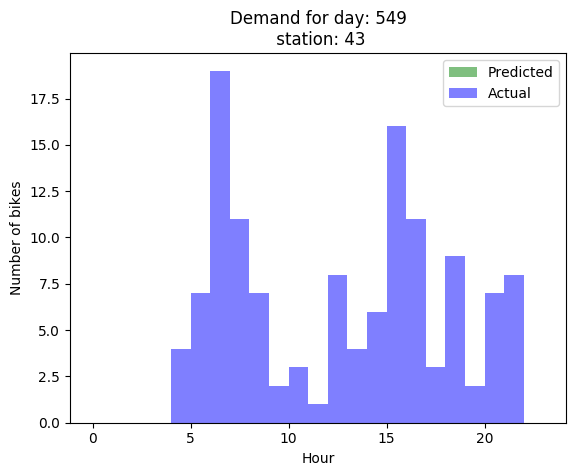 Demand for day: 549
station: 43
Predicted
Actual
17.5
15.0
12.5
10.0
7.5
5.0
2.5
0.0
Number of bikes
0 5 10 15 20
Hour